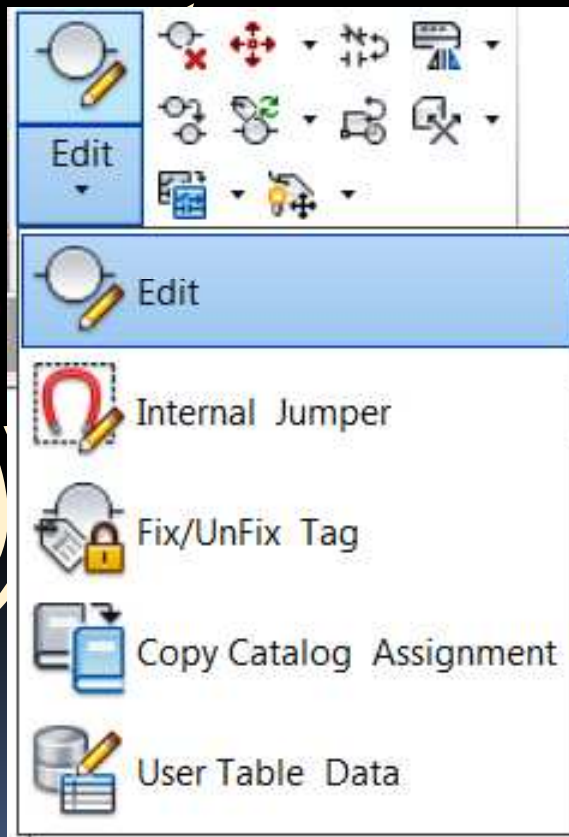 Edit
Edit
Internal Jumper
Fix/UnFix Tag
Copy Catalog Assignment
User Table Data